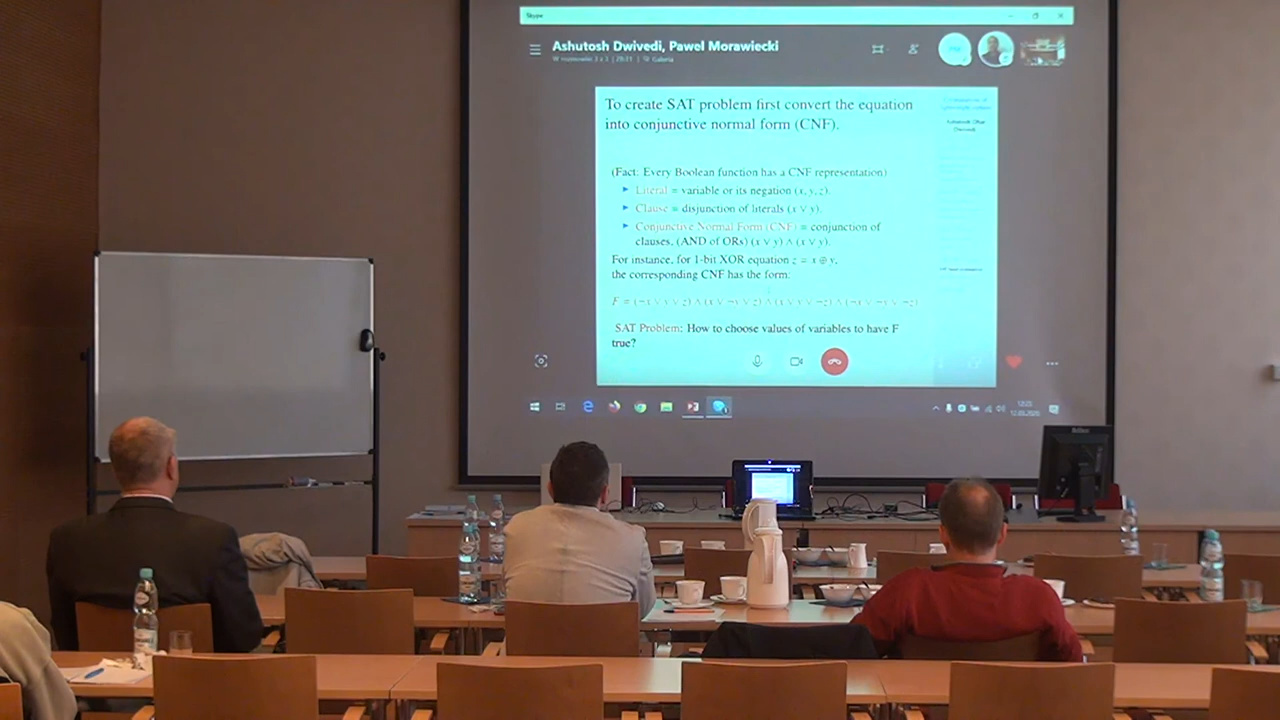 Skype
Ashutosh Dwivedi, Pawel Morawiecki
To create SAT problem first convert the equation
into conjunctive normal form (CNF).
(Fact: Every Boolean function has a CNF representation)
Literal = variable or its negation (x, y, z).
Clause = disjunction of literals (x ∨ y).
Conjunctive Normal Form (CNF) = conjunction of
clauses, (AND of ORs) (x ∨ y) ∧ (x ∨ y).
For instance, for 1-bit XOR equation z = x ⊕ y,
the corresponding CNF has the form:
F = (¬x ∨ y ∨ z) ∧ (x ∨ ¬y ∨ z) ∧ (x ∨ y ∨ ¬z) ∧ (¬x ∨ ¬y ∨ ¬z)
SAT Problem: How to choose values of variables to have F
true?